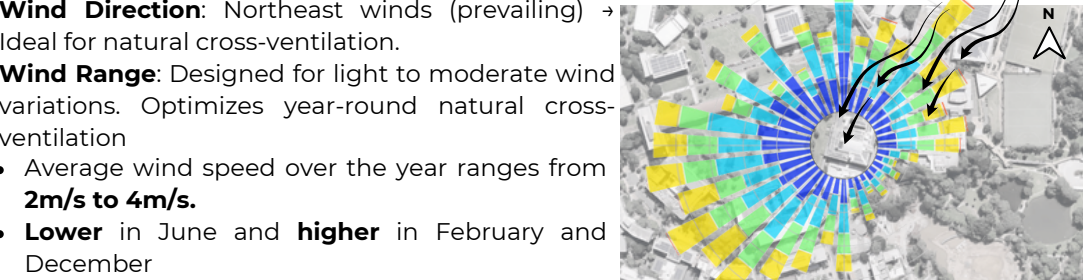 Wind Direction: Northeast winds (prevailing) →
Ideal for natural cross-ventilation.
Wind Range: Designed for light to moderate wind
variations. Optimizes year-round natural cross-
ventilation
• Average wind speed over the year ranges from
2m/s to 4m/s.
• Lower in June and higher in February and
December
N